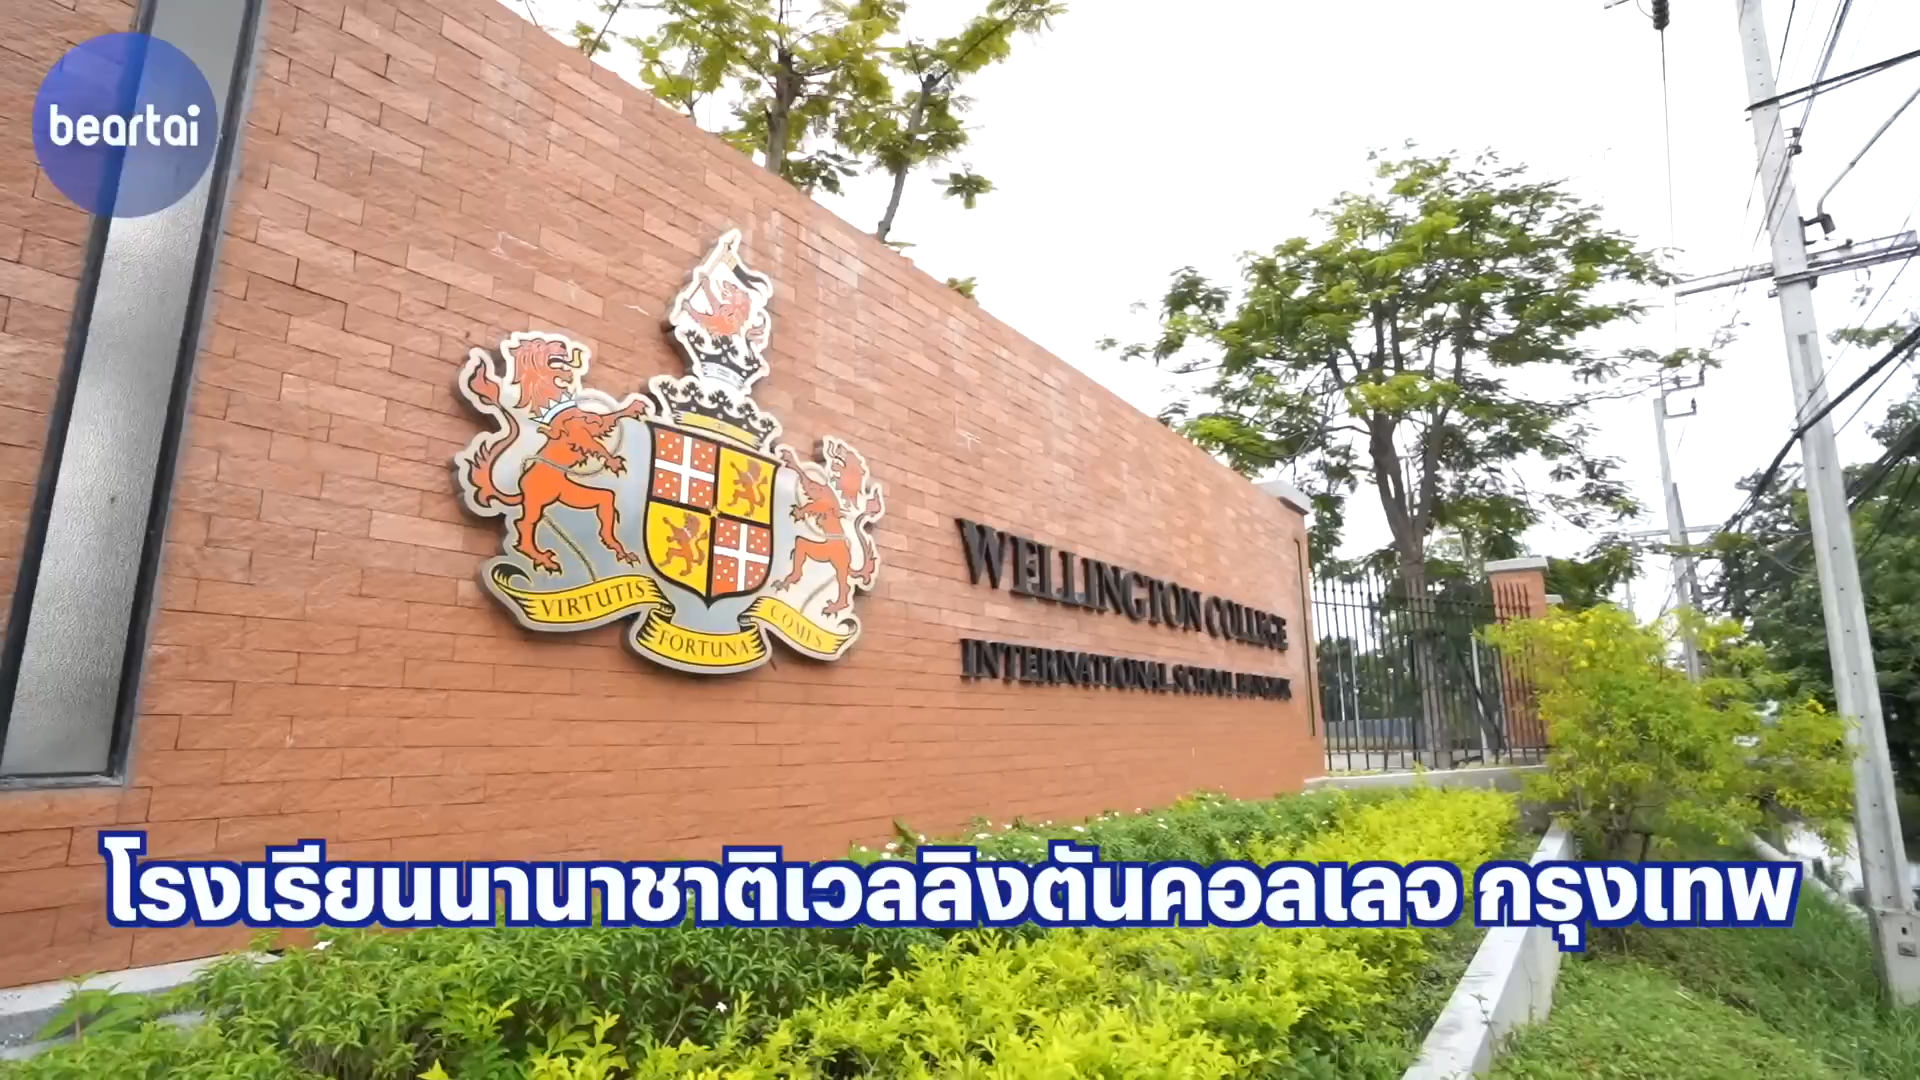 beartai
VIRTUTIS
FORTUNA
COMES
WELLINGTON COLLEGE
INTERNATIONAL SCHOOL BANGKOK
โรงเรียนนานาชาติเวลลิงตันคอลเลจ กรุงเทพ